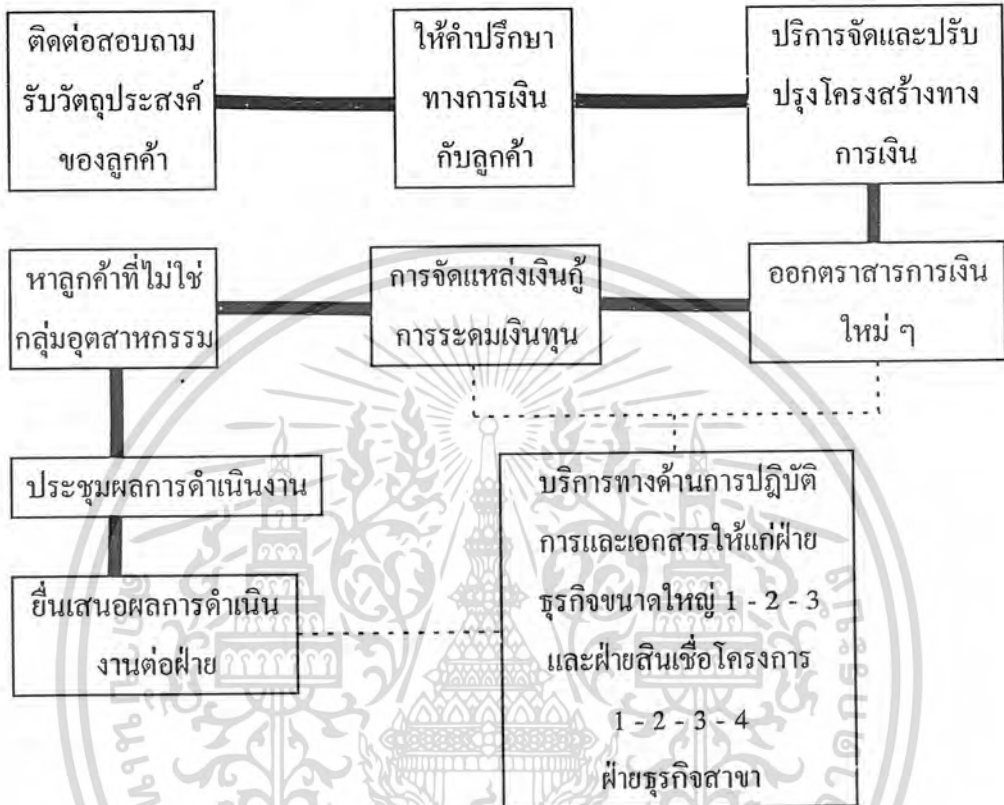 ติดต่อสอบถาม
รับวัตถุประสงค์
ของลูกค้า
ให้คำปรึกษา
ทางการเงิน
กับลูกค้า
ปริการจัดและปรับ
ปรุงโครงสร้างทาง
การเงิน
หาลูกค้าที่ไม่ใช่
กลุ่มอุตสาหกรรม
การจัดแหล่งเงินกู้
การระดมเงินทุน
ออกตราสารการเงิน
ใหม่ ๆ
ประชุมผลการดำเนินงาน
ยื่นเสนอผลการดำเนิน
งานต่อฝ่าย
บริการทางด้านการปฎิบัติ
การและเอกสารให้แก่ฝ่าย
ธุรกิจขนาดใหญ่ 1 - 2 - 3
และฝ่ายสินเชื่อโครงการ
1 - 2 - 3 - 4
ฝ่ายธุรกิจสาขา